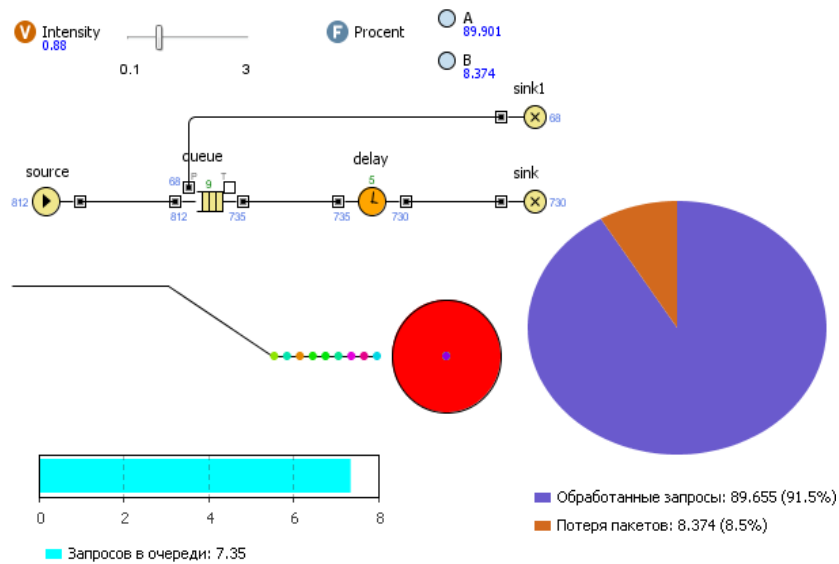 V Intensity
0.88
0.1 3
F Procent
A
89.901
B
8.374
sink1
68
source
812
queue
68 P T
9
812 735
delay
5
735 730
sink
730
0 2 4 6 8
Запросов в очереди: 7.35
Обработанные запросы: 89.655 (91.5%)
Потеря пакетов: 8.374 (8.5%)